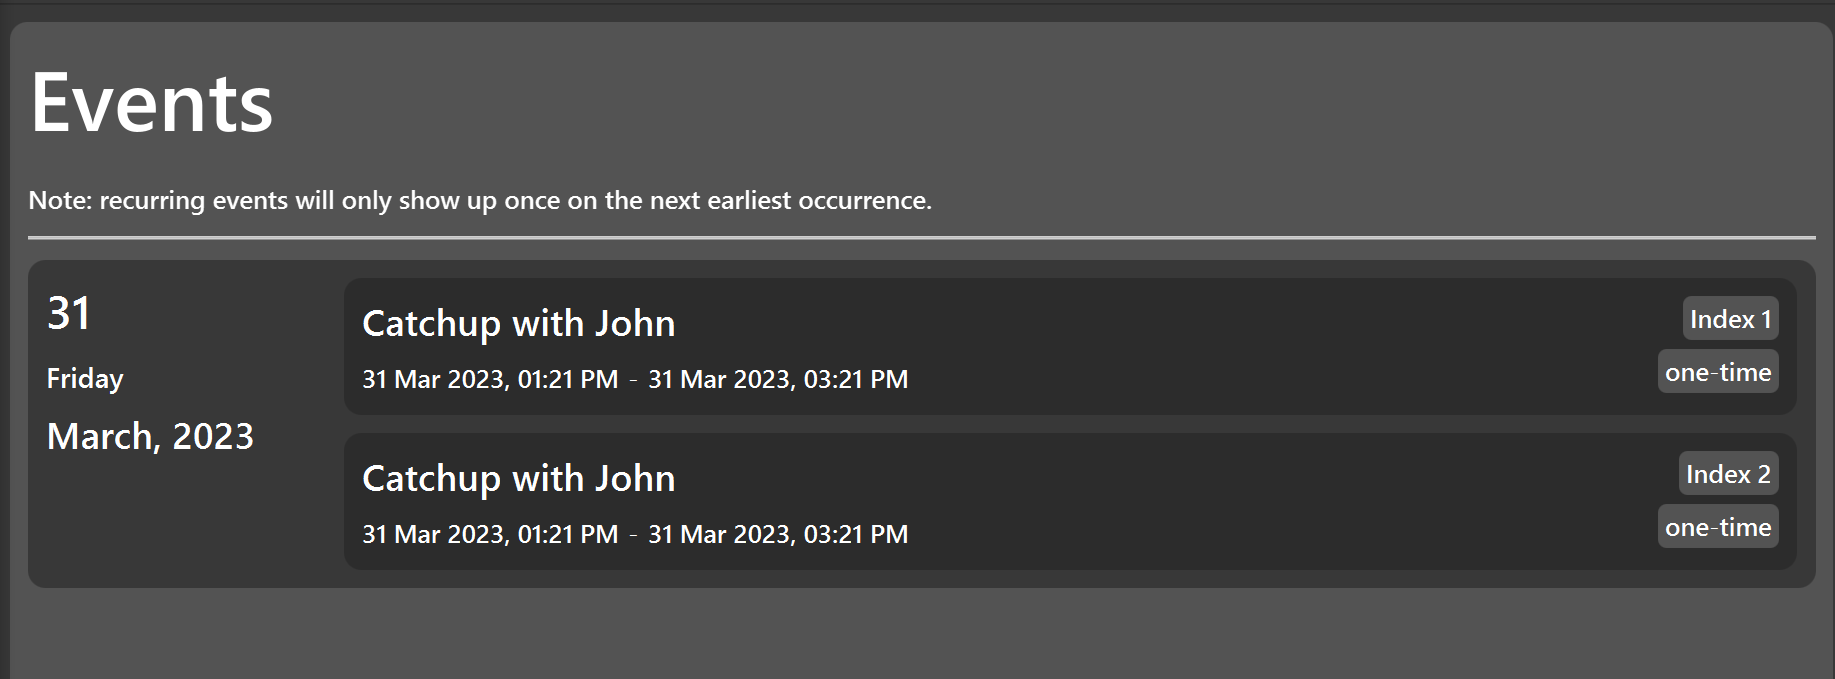 Events
Note: recurring events will only show up once on the next earliest occurrence.
31
Friday
March, 2023
Catchup with John
31 Mar 2023, 01:21 PM - 31 Mar 2023, 03:21 PM
Index 1
one-time
Catchup with John
31 Mar 2023, 01:21 PM - 31 Mar 2023, 03:21 PM
Index 2
one-time